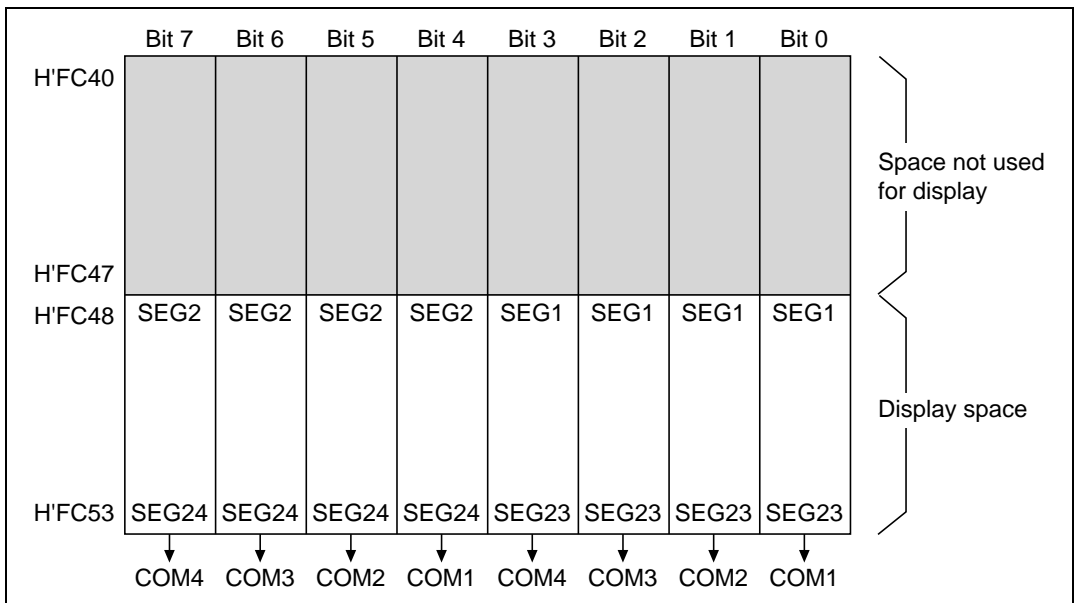 Bit 7 Bit 6 Bit 5 Bit 4 Bit 3 Bit 2 Bit 1 Bit 0
H'FC40
Space not used
for display
H'FC47
H'FC48 SEG2 SEG2 SEG2 SEG2 SEG1 SEG1 SEG1 SEG1
Display space
H'FC53 SEG24 SEG24 SEG24 SEG24 SEG23 SEG23 SEG23 SEG23
COM4 COM3 COM2 COM1 COM4 COM3 COM2 COM1